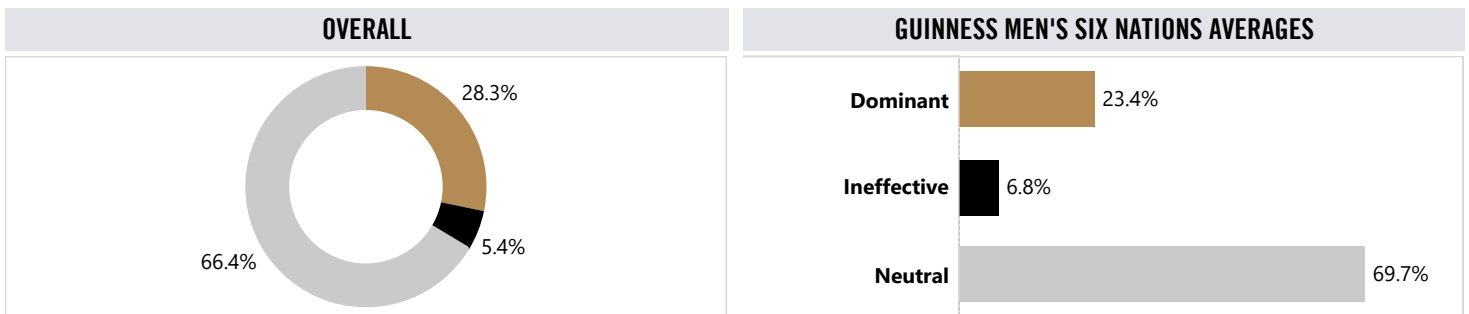 OVERALL
28.3%
5.4%
66.4%
GUINNESS MEN'S SIX NATIONS AVERAGES
Dominant 23.4%
Ineffective 6.8%
Neutral 69.7%